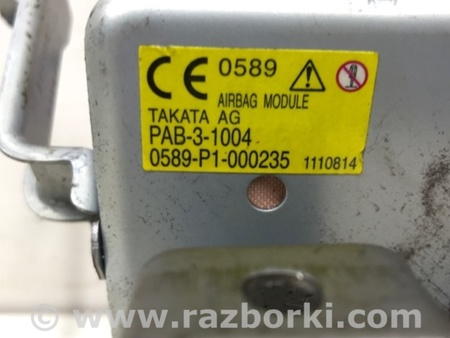 CE 0589
AIRBAG MODULE
TAKATA AG
PAB-3-1004
0589-P1-000235 1110814
© www.razborki.com